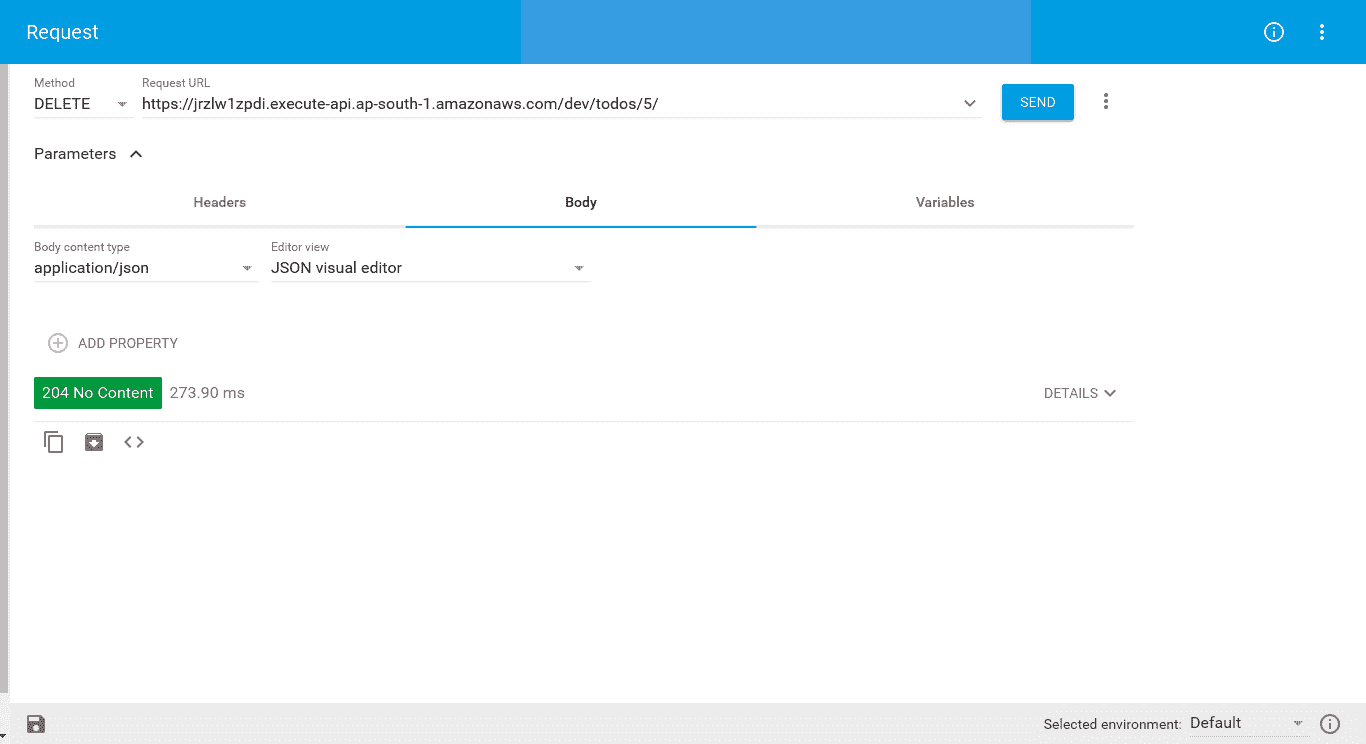 Request
Method
Request URL
DELETE
https://jrzlw1zpdi.execute-api.ap-south-1.amazonaws.com/dev/todos/5/
SEND
Parameters
Headers
Body
Variables
Body content type
Editor view
application/json
JSON visual editor
ADD PROPERTY
204 No Content
273.90 ms
DETAILS
Selected environment:
Default